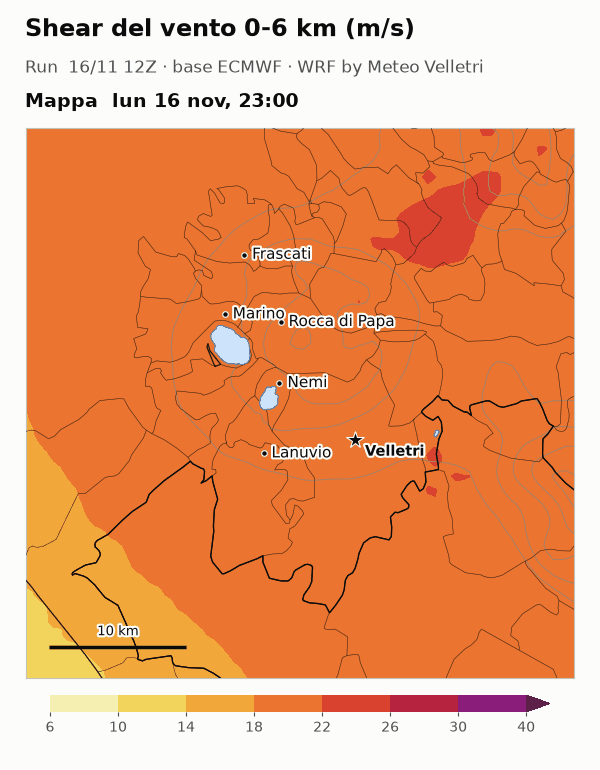 Shear del vento 0-6 km (m/s)
Run  16/11 12Z · base ECMWF · WRF by Meteo Velletri
Mappa  lun 16 nov, 23:00
Frascati
Marino
Rocca di Papa
Nemi
Velletri
Lanuvio
10 km
6 10 14 18 22 26 30 40